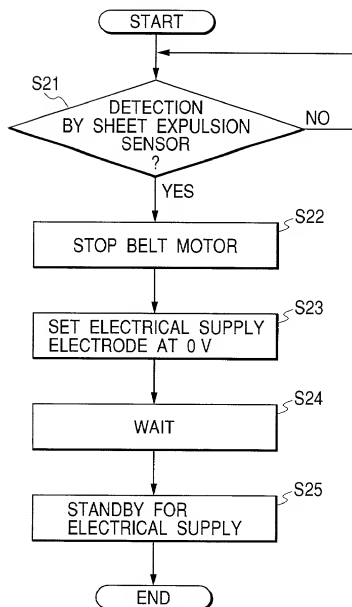 START
S21
DETECTION
BY SHEET EXPULSION
SENSOR
?
NO
YES
S22
STOP BELT MOTOR
S23
SET ELECTRICAL SUPPLY
ELECTRODE AT 0 V
S24
WAIT
S25
STANDBY FOR
ELECTRICAL SUPPLY
END